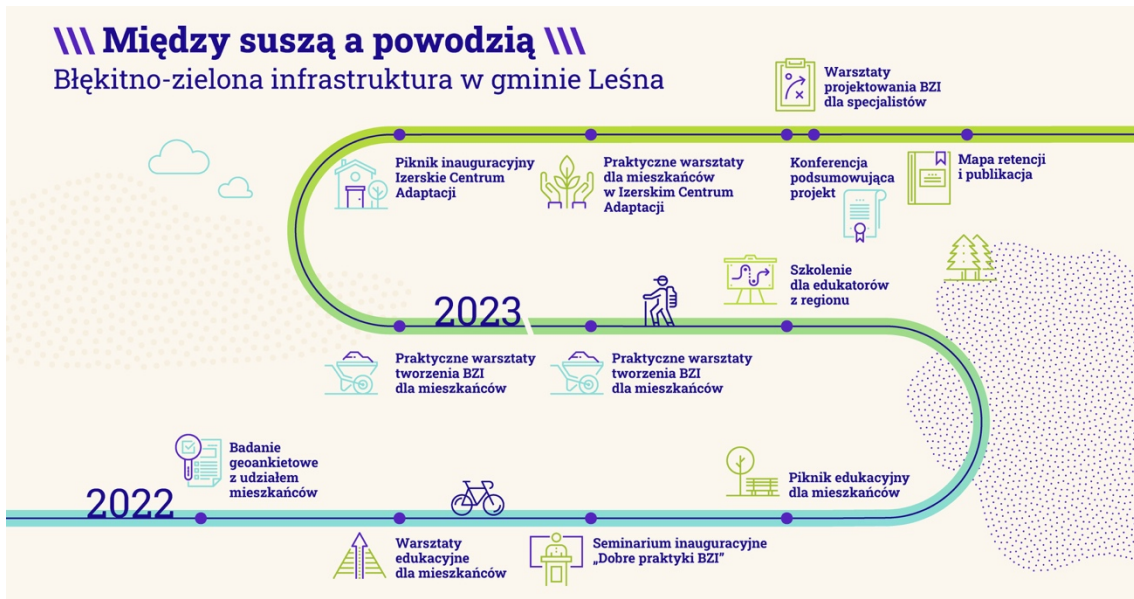 \\\ Między suszą a powodzią \\\
Błękitno-zielona infrastruktura w gminie Leśna
Warsztaty
projektowania BZI
dla specjalistów
Piknik inauguracyjny
Izerskie Centrum
Adaptacji
Praktyczne warsztaty
dla mieszkańców
w Izerskim Centrum
Adaptacji
Konferencja
podsumowująca
projekt
Mapa retencji
i publikacja
Szkolenie
dla edukatorów
z regionu
2023
Praktyczne warsztaty
tworzenia BZI
dla mieszkańców
Praktyczne warsztaty
tworzenia BZI
dla mieszkańców
Badanie
geoankietowe
z udziałem
mieszkańców
Piknik edukacyjny
dla mieszkańców
2022
Warsztaty
edukacyjne
dla mieszkańców
Seminarium inauguracyjne
„Dobre praktyki BZI”